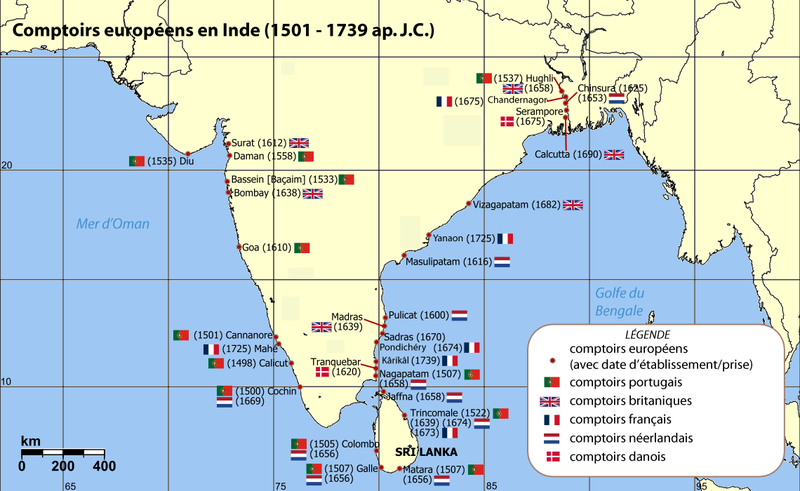 Comptoirs européens en Inde (1501 - 1739 ap. J.C.)
(1537) Hughli
(1658)
Chinsura (1625)
(1653)
(1675) Chandernagor
Serampore
(1675)
Calcutta (1690)
Surat (1612)
Daman (1558)
(1535) Diu
20
Bassein [Baçaim] (1533)
Bombay (1638)
Vizagapatam (1682)
Mer d'Oman
Yanaon (1725)
Goa (1610)
Masulipatam (1616)
Golfe du
Bengale
Madras
(1639)
Pulicat (1600)
(1501) Cannanore
Sadras (1670)
(1725) Mahé
Pondichéry (1674)
(1498) Calicut
Tranquebar
(1620)
Kârikâl (1739)
Nagapatam (1507)
(1658)
10
(1500) Cochin
(1669)
Jaffna (1658)
Trincomale (1522)
(1639) (1674)
(1673)
(1505) Colombo
(1656)
SRI LANKA
(1507) Galle
(1656)
Matara (1507)
(1656)
km
0 200 400
65
75
85
95
LÉGENDE
comptoirs européens
(avec date d'établissement/prise)
comptoirs portugais
comptoirs britaniques
comptoirs français
comptoirs néerlandais
comptoirs danois